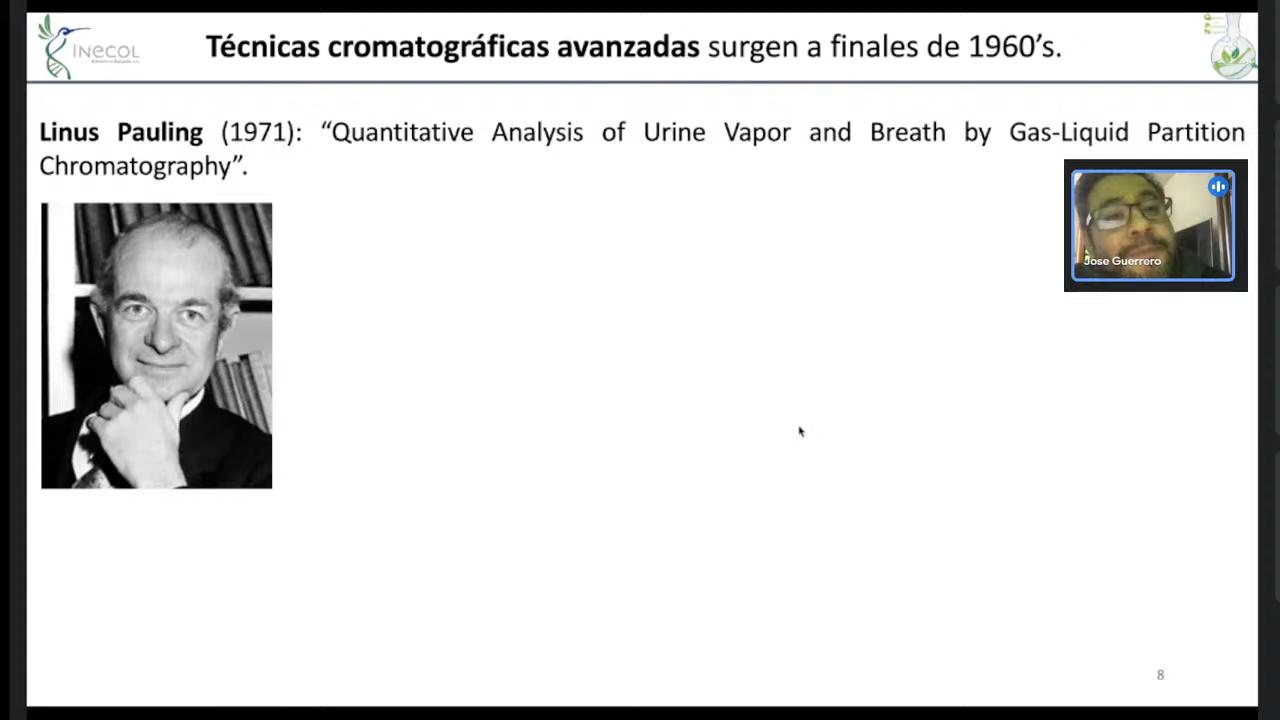 INECOL
Técnicas cromatográficas avanzadas surgen a finales de 1960’s.
Linus Pauling (1971): “Quantitative Analysis of Urine Vapor and Breath by Gas-Liquid Partition
Chromatography”.
Jose Guerrero
8